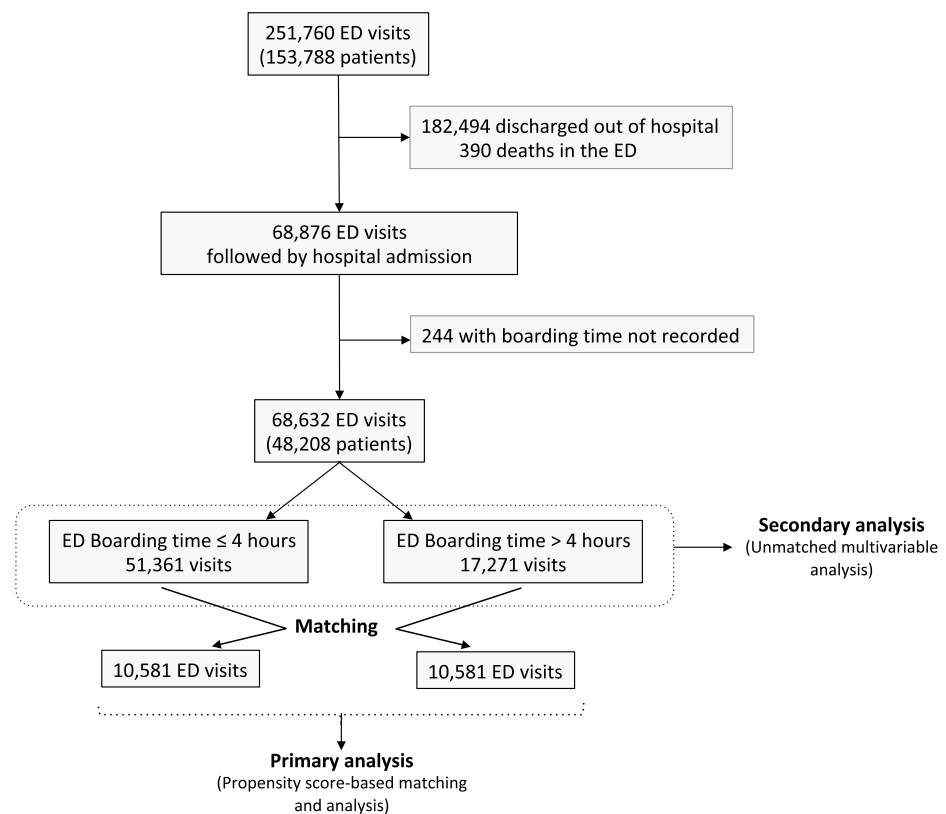 251,760 ED visits
(153,788 patients)
182,494 discharged out of hospital
390 deaths in the ED
68,876 ED visits
followed by hospital admission
244 with boarding time not recorded
68,632 ED visits
(48,208 patients)
ED Boarding time ≤ 4 hours
51,361 visits
ED Boarding time > 4 hours
17,271 visits
Secondary analysis
(Unmatched multivariable
analysis)
Matching
10,581 ED visits
10,581 ED visits
Primary analysis
(Propensity score-based matching
and analysis)